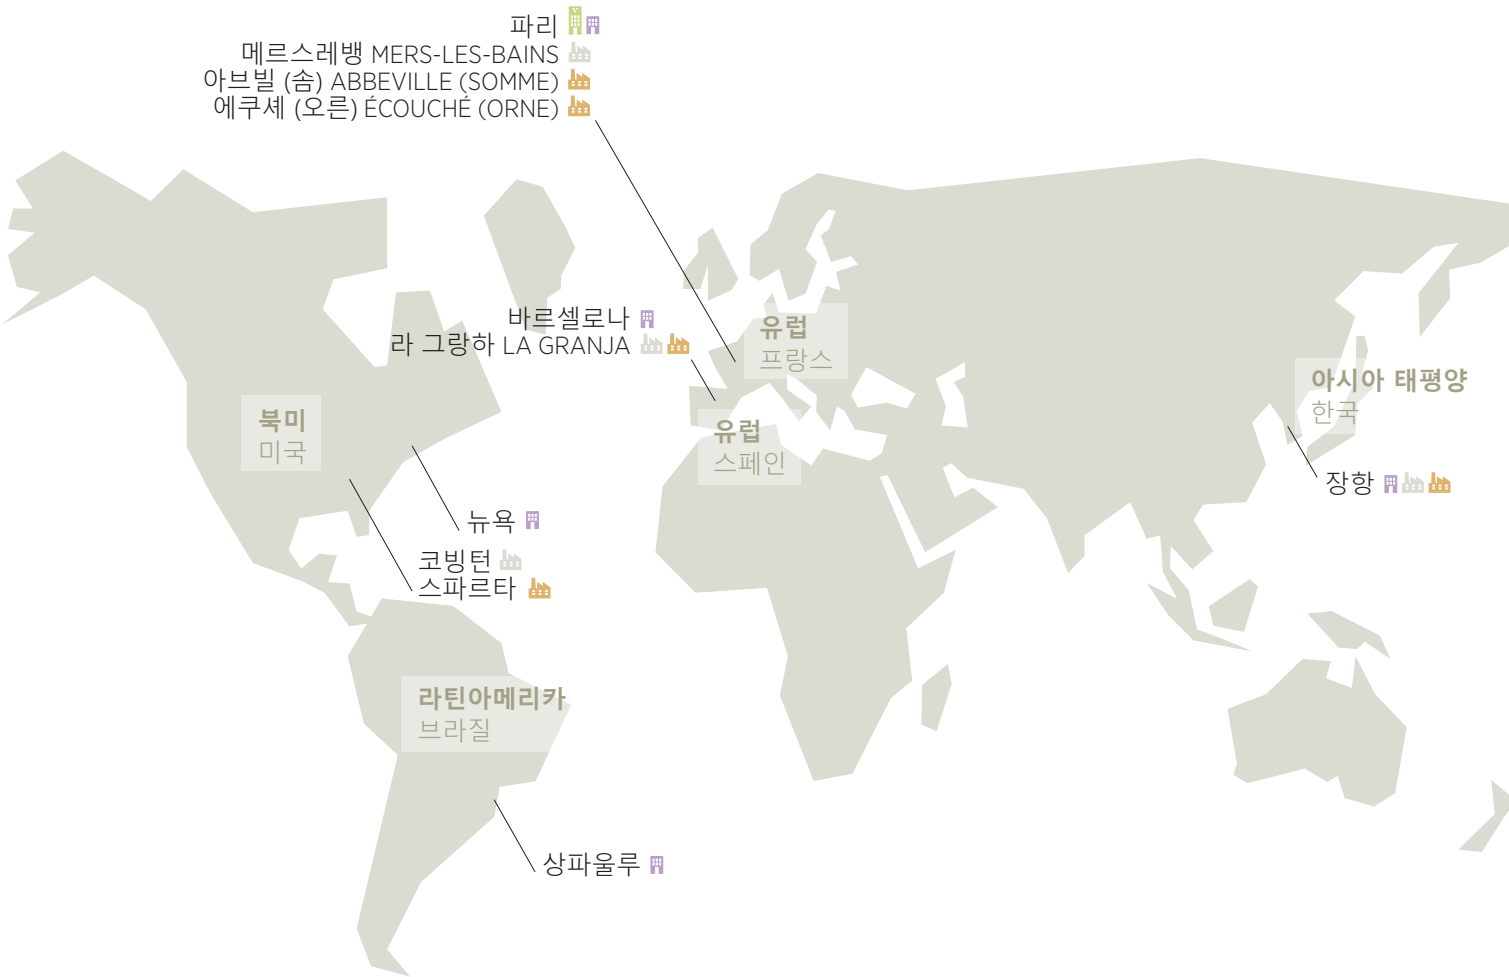 파리
메르스레뱅 MERS-LES-BAINS
아브빌 (솜) ABBEVILLE (SOMME)
에쿠셰 (오른) ÉCOUCHÉ (ORNE)
바르셀로나
라 그랑하 LA GRANJA
유럽
프랑스
아시아 태평양
한국
북미
미국
유럽
스페인
장항
뉴욕
코빙턴
스파르타
라틴아메리카
브라질
상파울루